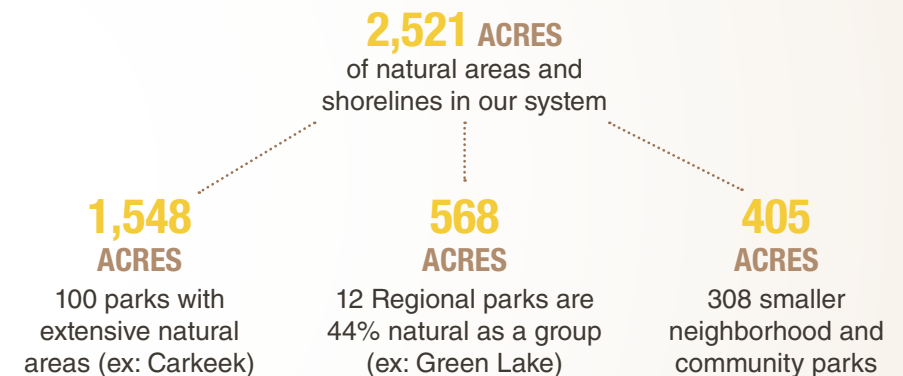 2,521 ACRES
of natural areas and
shorelines in our system
1,548
ACRES
100 parks with
extensive natural
areas (ex: Carkeek)
568
ACRES
12 Regional parks are
44% natural as a group
(ex: Green Lake)
405
ACRES
308 smaller
neighborhood and
community parks